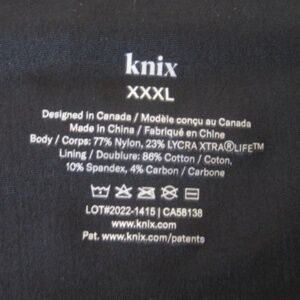 knix
XXXL
Designed in Canada / Modèle conçu au Canada
Made in China / Fabriqué en Chine
Body / Corps: 77% Nylon, 23% LYCRA XTRA®LIFE™
Lining / Doublure: 86% Cotton / Coton,
10% Spandex, 4% Carbon / Carbone
LOT#2022-1415 | CA58138
www.knix.com
Pat. www.knix.com/patents